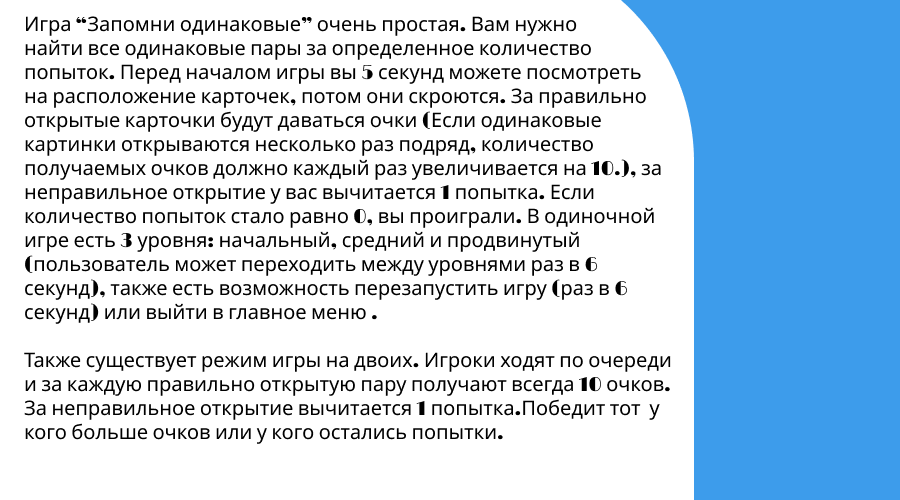 Игра “Запомни одинаковые” очень простая. Вам нужно
найти все одинаковые пары за определенное количество
попыток. Перед началом игры вы 5 секунд можете посмотреть
на расположение карточек, потом они скроются. За правильно
открытые карточки будут даваться очки (Если одинаковые
картинки открываются несколько раз подряд, количество
получаемых очков должно каждый раз увеличивается на 10.), за
неправильное открытие у вас вычитается 1 попытка. Если
количество попыток стало равно 0, вы проиграли. В одиночной
игре есть 3 уровня: начальный, средний и продвинутый
(пользователь может переходить между уровнями раз в 6
секунд), также есть возможность перезапустить игру (раз в 6
секунд) или выйти в главное меню .
Также существует режим игры на двоих. Игроки ходят по очереди
и за каждую правильно открытую пару получают всегда 10 очков.
За неправильное открытие вычитается 1 попытка.Победит тот  у
кого больше очков или у кого остались попытки.